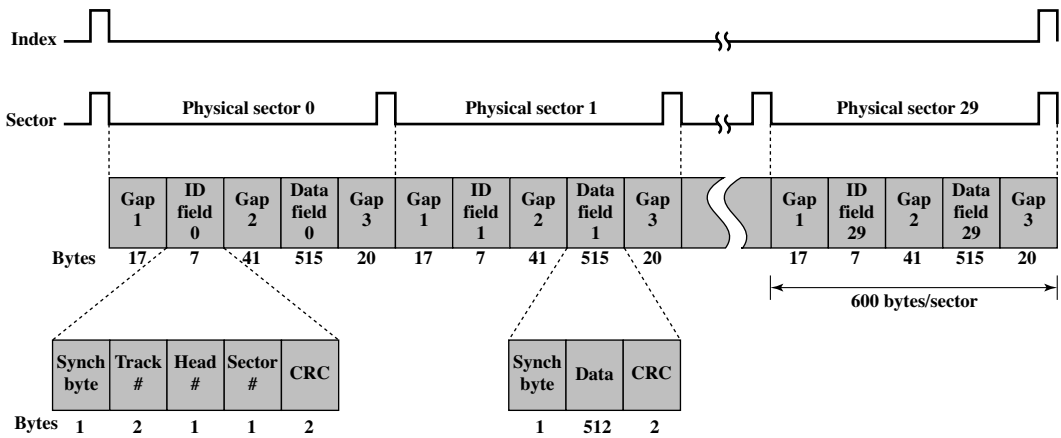 Index
Sector
Physical sector 0
Physical sector 1
Physical sector 29
Gap 1
ID field 0
Gap 2
Data field 0
Gap 3
Gap 1
ID field 1
Gap 2
Data field 1
Gap 3
Gap 1
ID field 29
Gap 2
Data field 29
Gap 3
Bytes 17 7 41 515 20 17 7 41 515 20 17 7 41 515 20
600 bytes/sector
Synch byte
Track #
Head #
Sector #
CRC
Synch byte
Data
CRC
Bytes 1 2 1 1 2 1 512 2